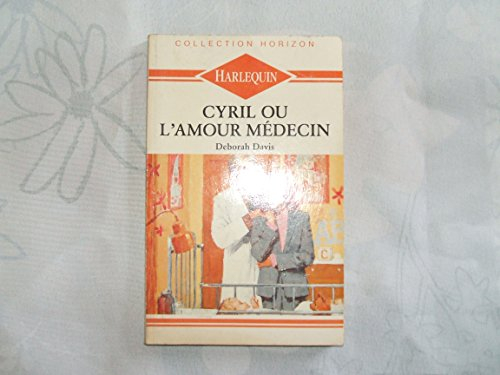 COLLECTION HORIZON
HARLEQUIN
CYRIL OU
L'AMOUR MÉDECIN
Deborah Davis
C